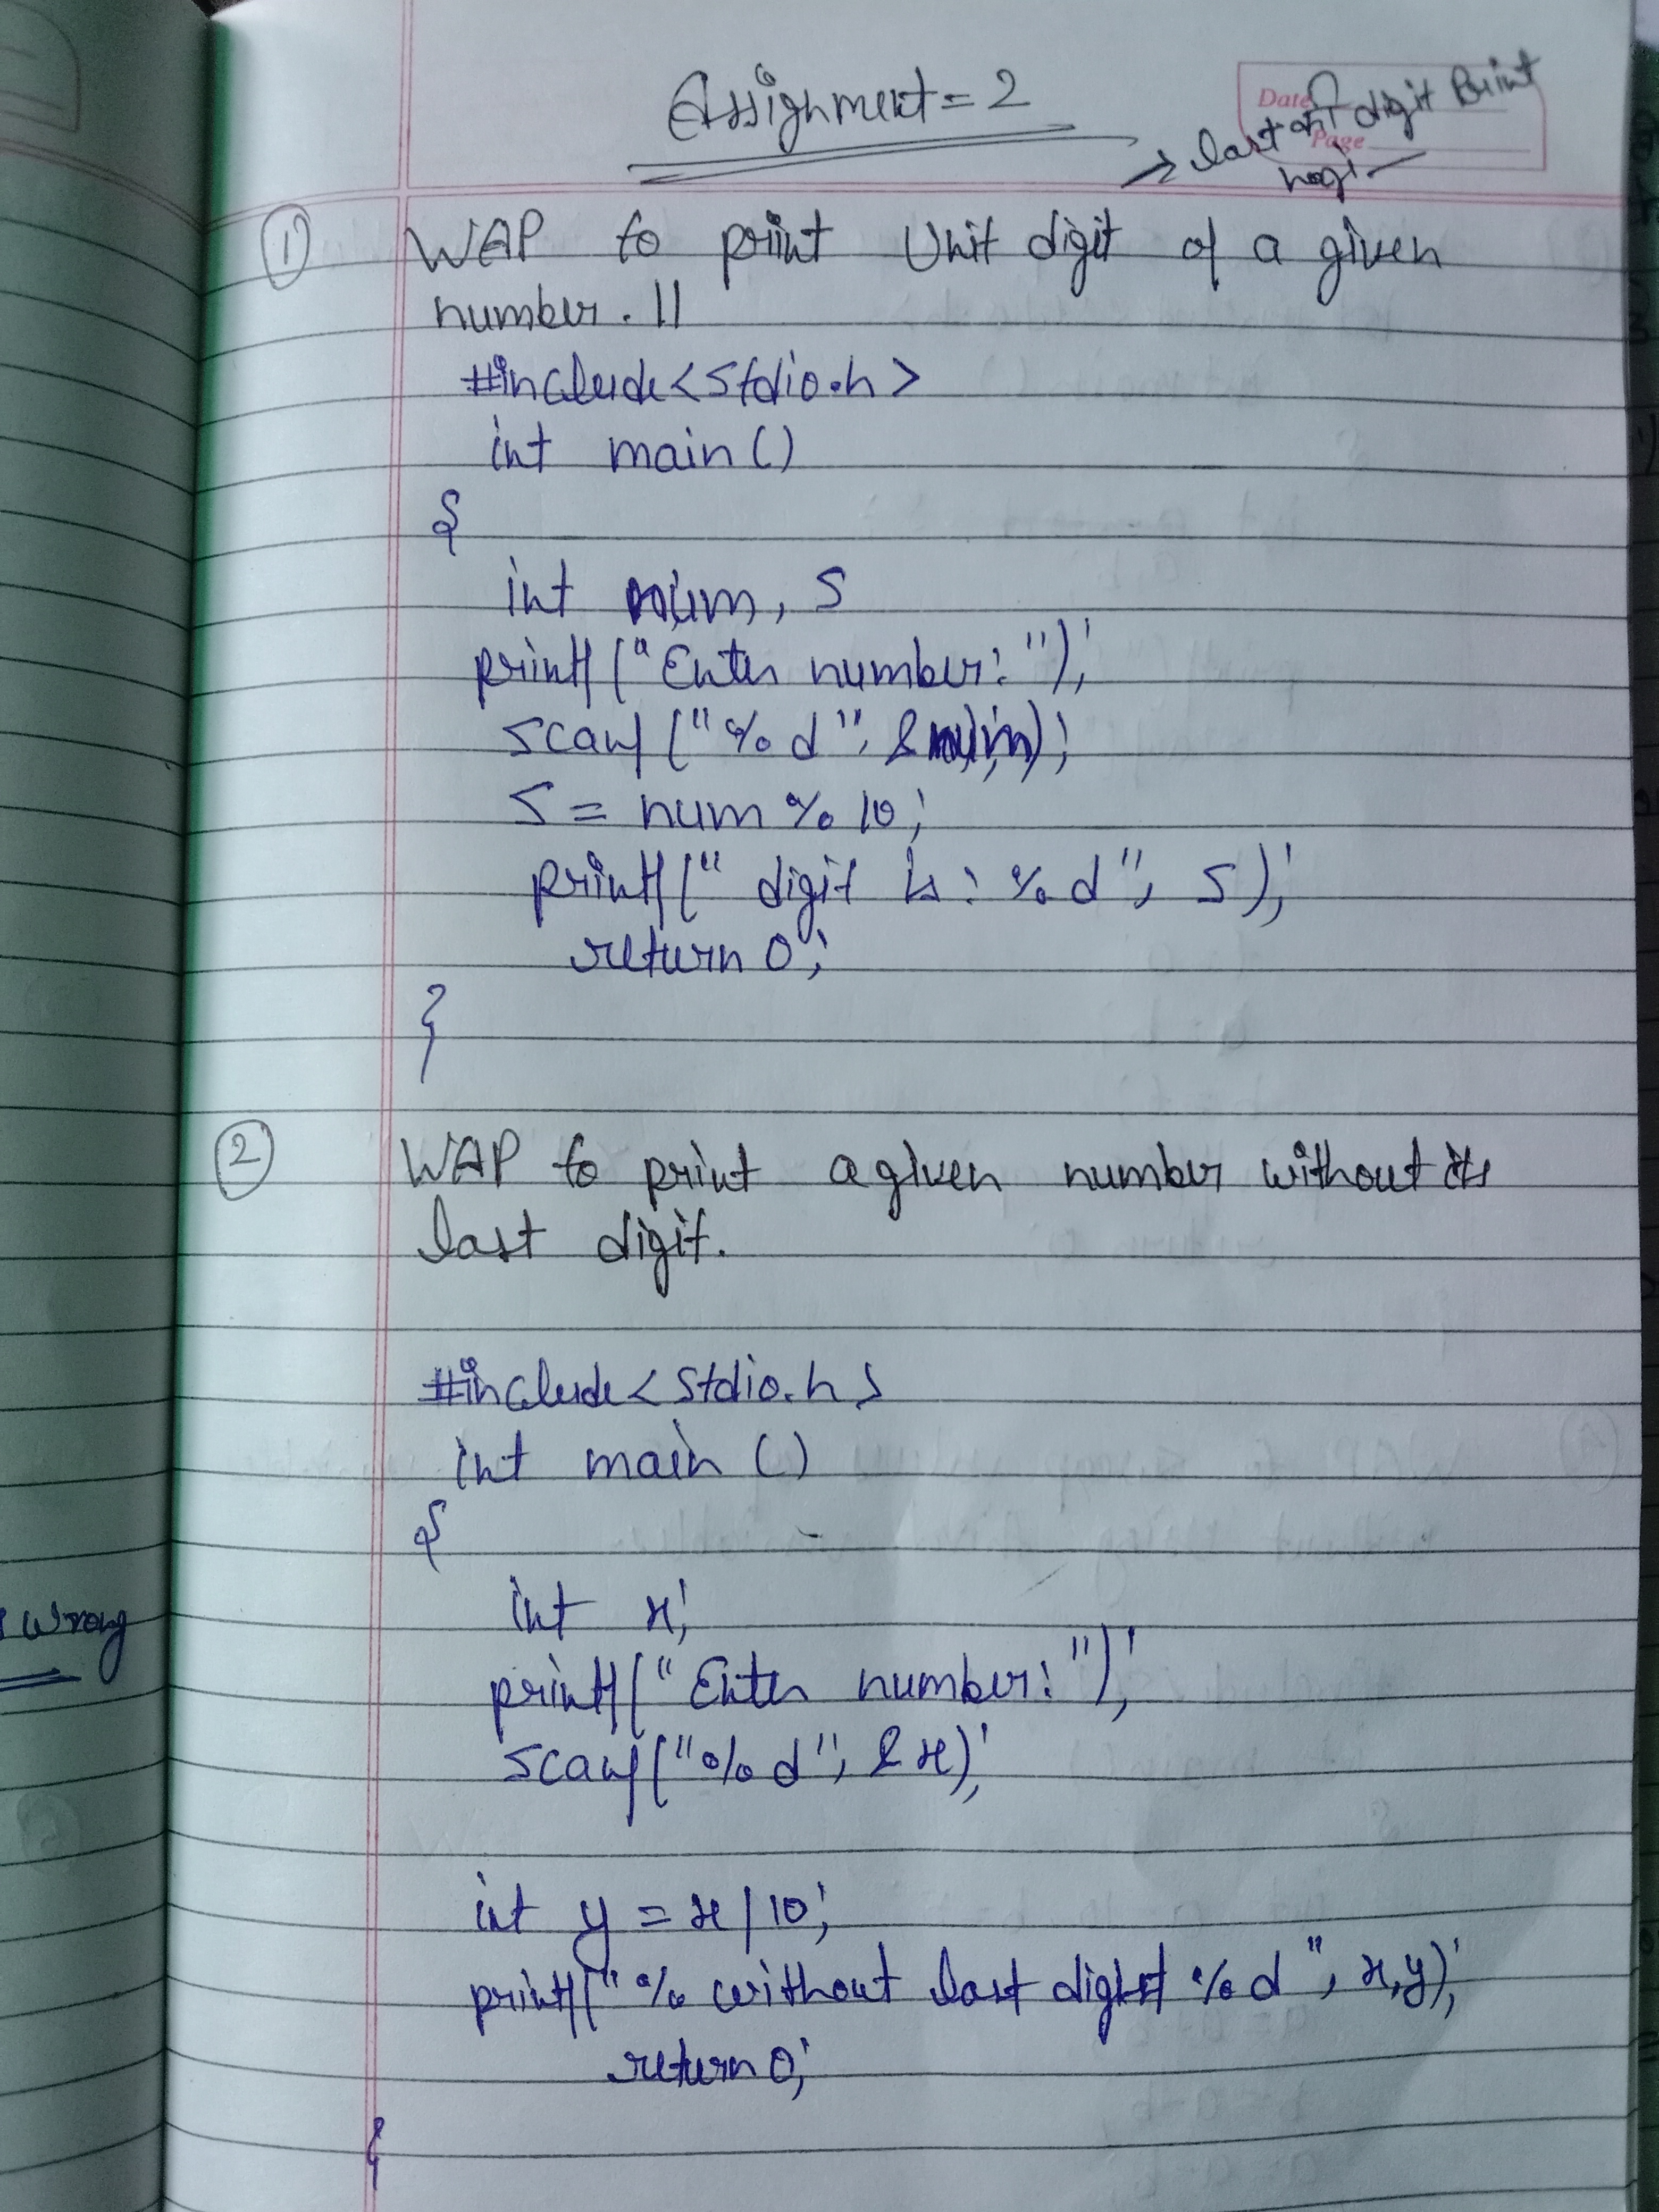 Assignment = 2
Date
Page
→ last digit Print
① WAP to print Unit digit of a given
number. ||
#include<stdio.h>
int main()
{
int num, s
printf("Enter number: ");
scanf("%d", &num);
s = num % 10;
printf(" digit is: %d", s);
return 0;
}
② WAP to print a given number without its
last digit.
#include<stdio.h>
int main ()
{
int x;
printf("Enter number: ");
scanf("%d", &x);
int y = x/10;
printf("% without last digit %d", x,y);
return 0;
}
wrong